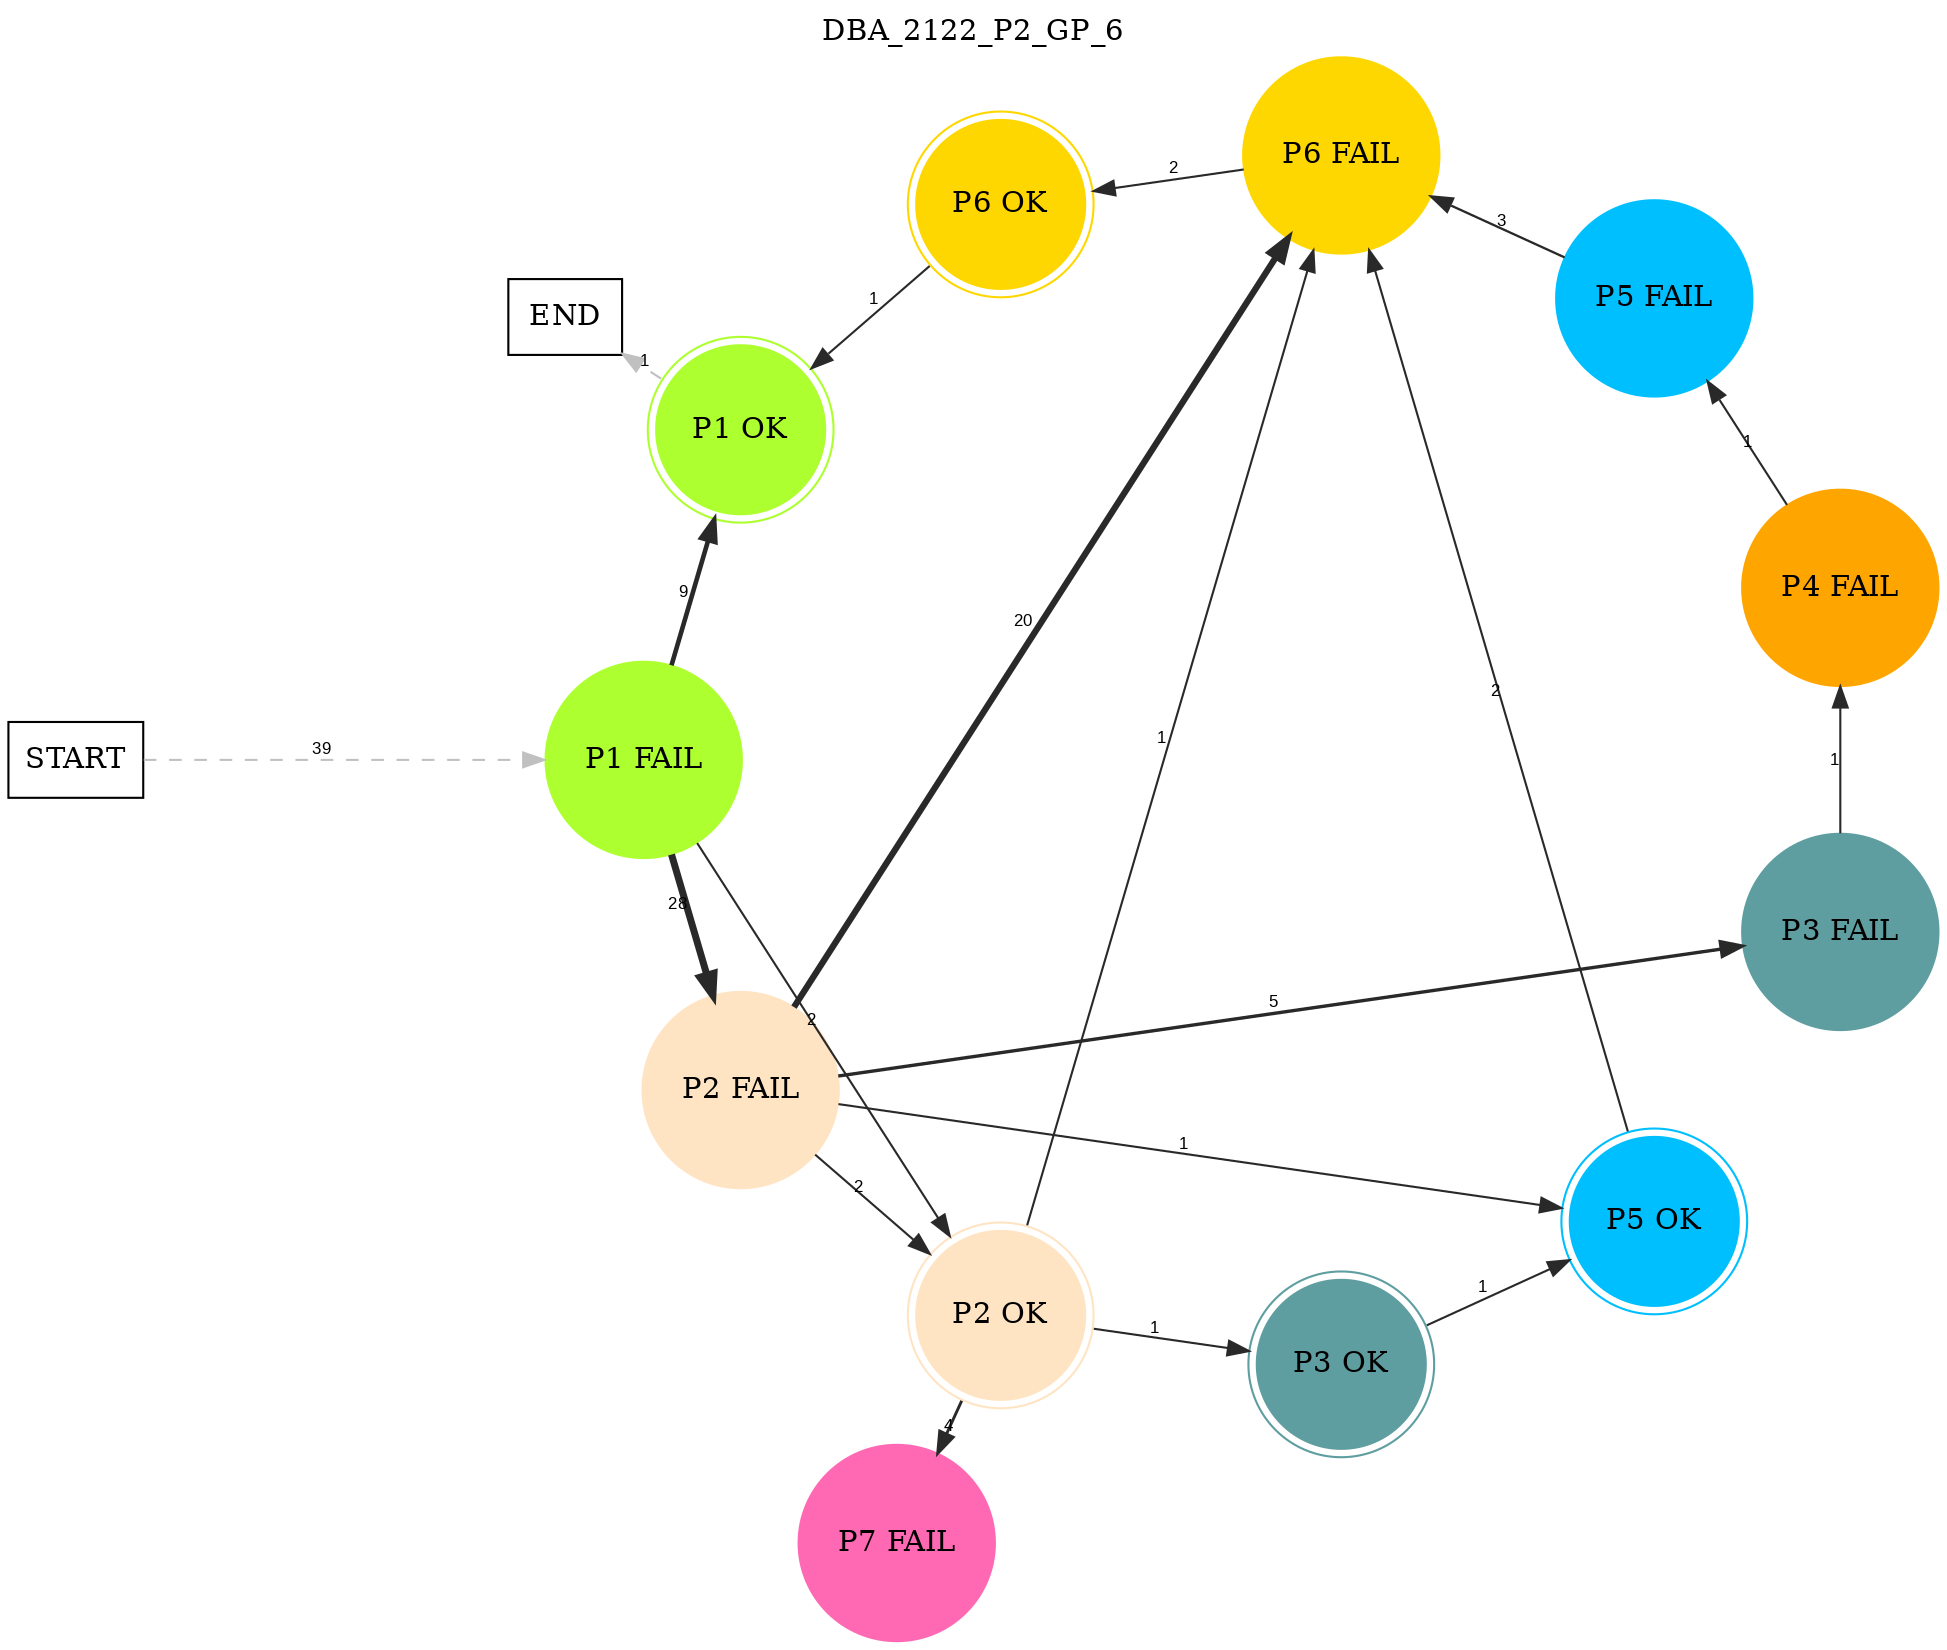 DBA_2122_P2_GP_6
P6 FAIL
2
P6 OK
3
P5 FAIL
1
END
1
P1 OK
1
9
P4 FAIL
20
2
1
START
39
P1 FAIL
1
28
P3 FAIL
5
2
P2 FAIL
1
2
P5 OK
1
P2 OK
1
P3 OK
4
P7 FAIL